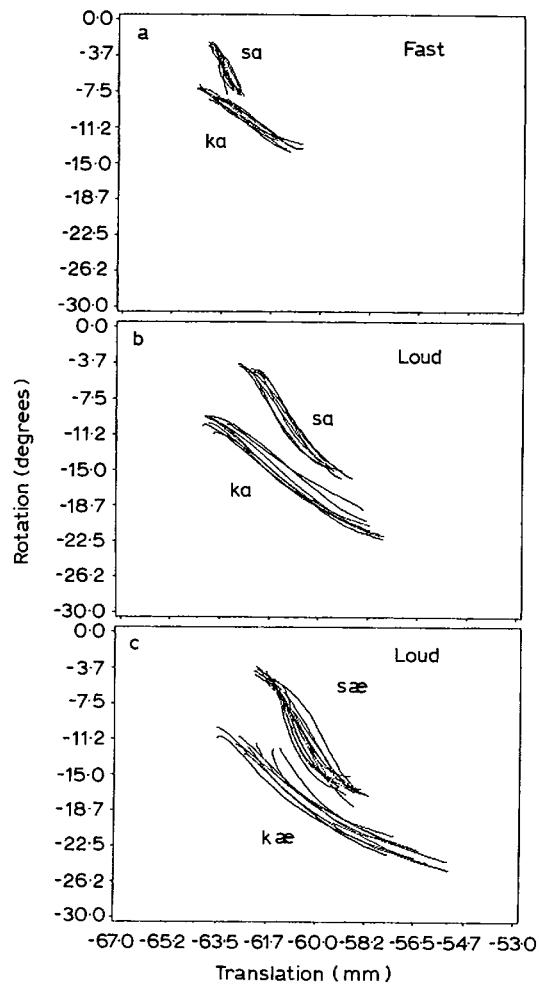 a
Fast
sa
ka
0·0
-3·7
-7·5
-11·2
-15·0
-18·7
-22·5
-26·2
-30·0
b
Loud
sa
ka
0·0
-3·7
-7·5
-11·2
-15·0
-18·7
-22·5
-26·2
-30·0
c
Loud
sæ
kæ
0·0
-3·7
-7·5
-11·2
-15·0
-18·7
-22·5
-26·2
-30·0
Rotation (degrees)
-67·0 -65·2 -63·5 -61·7 -60·0 -58·2 -56·5 -54·7 -53·0
Translation (mm)